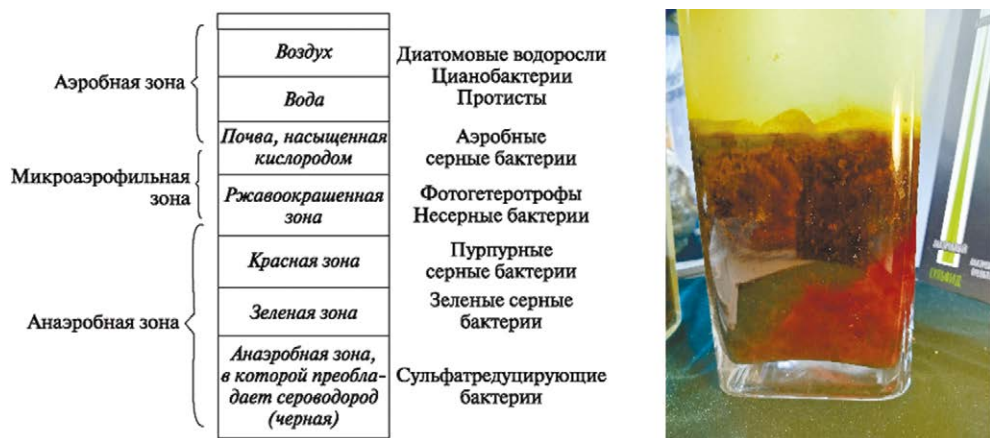 Аэробная зона
Микроаэрофильная
зона
Анаэробная зона
Воздух
Вода
Почва, насыщенная
кислородом
Ржавоокрашенная
зона
Красная зона
Зеленая зона
Анаэробная зона,
в которой преобла-
дает сероводород
(черная)
Диатомовые водоросли
Цианобактерии
Протисты
Аэробные
серные бактерии
Фотогетеротрофы
Несерные бактерии
Пурпурные
серные бактерии
Зеленые серные
бактерии
Сульфатредуцирующие
бактерии
СУЛЬФИД